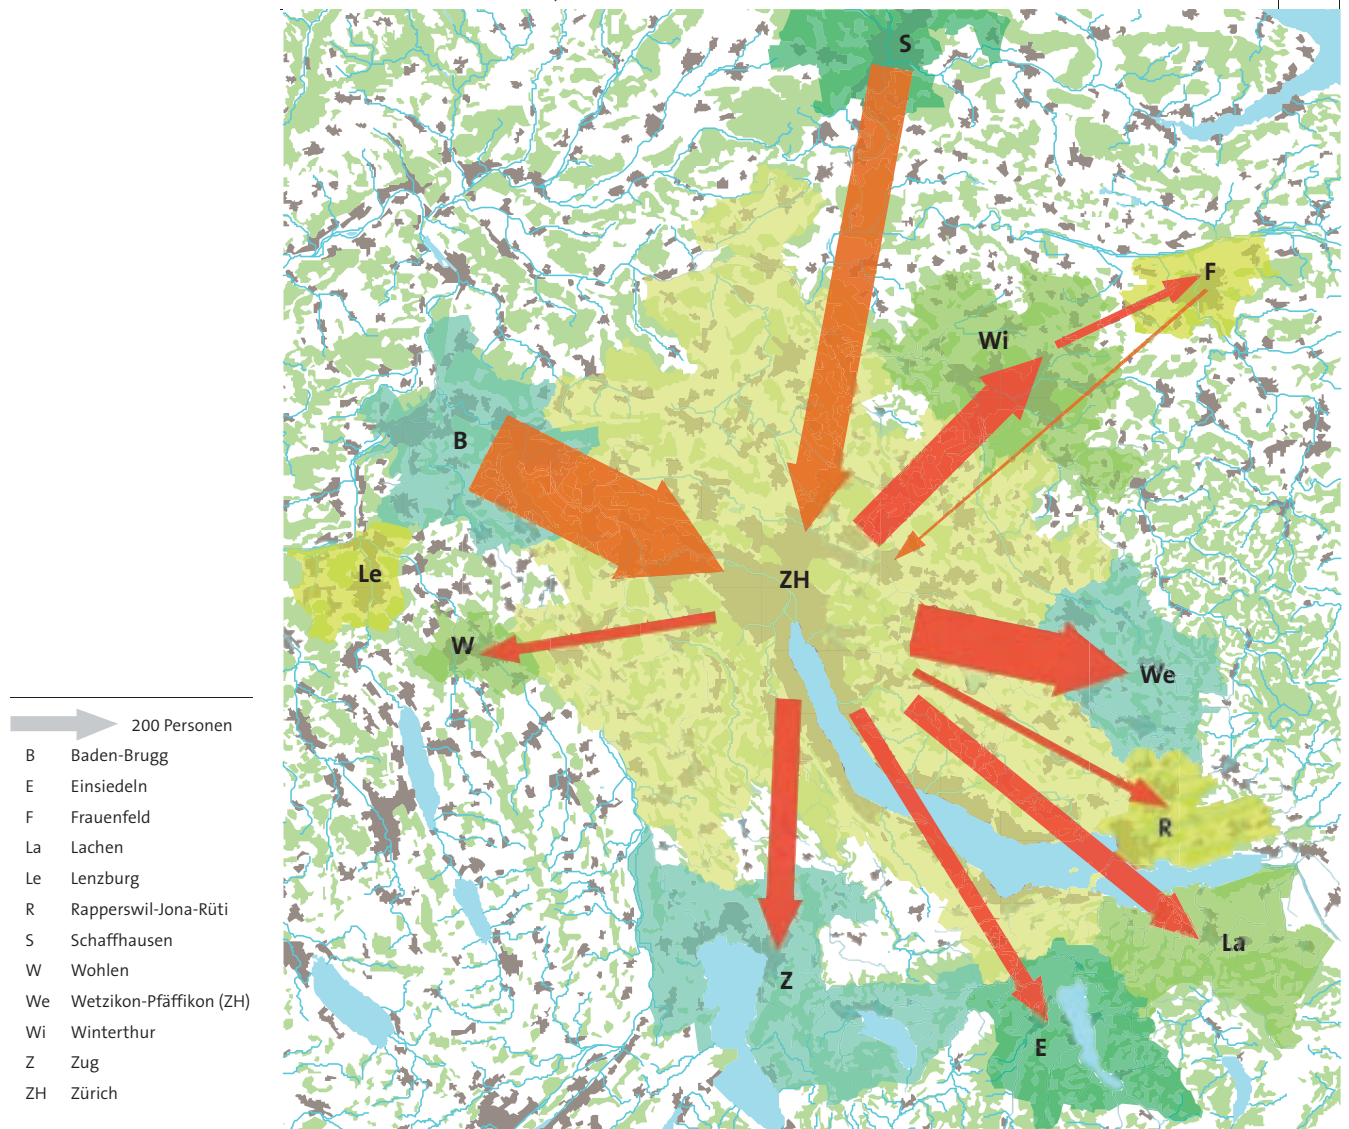 S
F
Wi
B
Le
ZH
W
We
R
La
Z
E
200 Personen
B Baden-Brugg
E Einsiedeln
F Frauenfeld
La Lachen
Le Lenzburg
R Rapperswil-Jona-Rüti
S Schaffhausen
W Wohlen
We Wetzikon-Pfäffikon (ZH)
Wi Winterthur
Z Zug
ZH Zürich